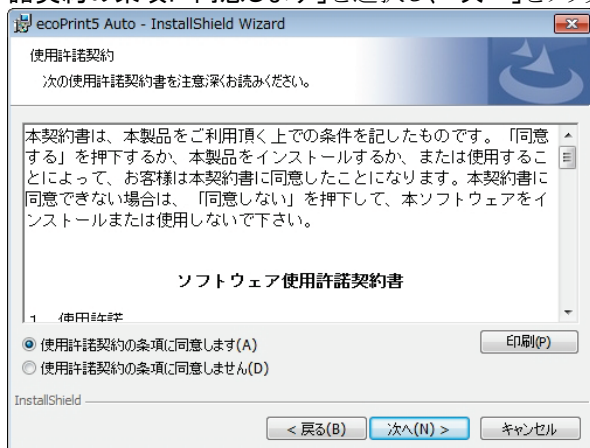 ecoPrint5 Auto - InstallShield Wizard
使用許諾契約
次の使用許諾契約書を注意深くお読みください。
本契約書は、本製品をご利用頂く上での条件を記したものです。「同意
する」を押下するか、本製品をインストールするか、または使用するこ
とによって、お客様は本契約書に同意したことになります。本契約書に
同意できない場合は、「同意しない」を押下して、本ソフトウェアをイ
ンストールまたは使用しないで下さい。
ソフトウェア使用許諾契約書
1. 使用許諾
使用許諾契約の条項に同意します(A)
印刷(P)
使用許諾契約の条項に同意しません(D)
InstallShield
< 戻る(B)
次へ(N) >
キャンセル